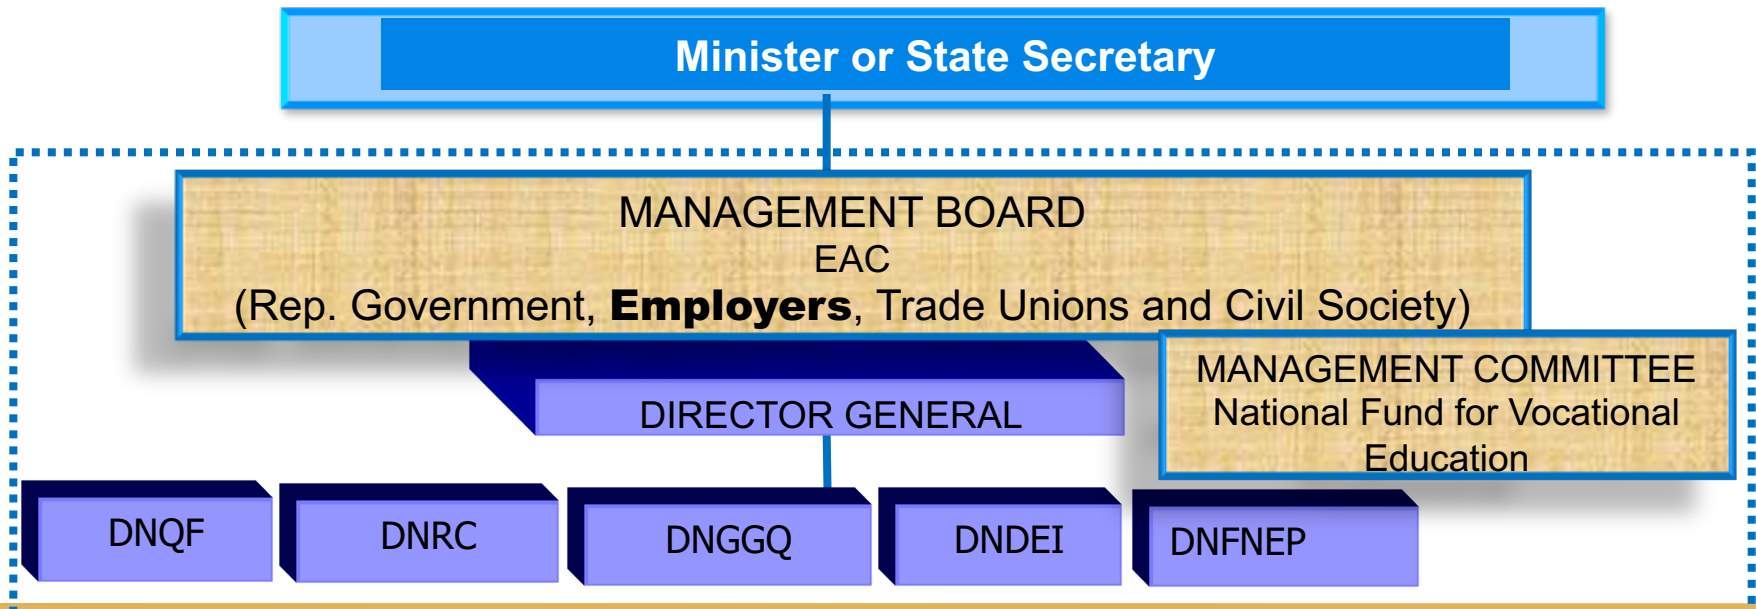 Minister or State Secretary
MANAGEMENT BOARD
EAC
(Rep. Government, Employers, Trade Unions and Civil Society)
MANAGEMENT COMMITTEE
National Fund for Vocational
Education
DIRECTOR GENERAL
DNQF
DNRC
DNGGQ
DNDEI
DNFNEP